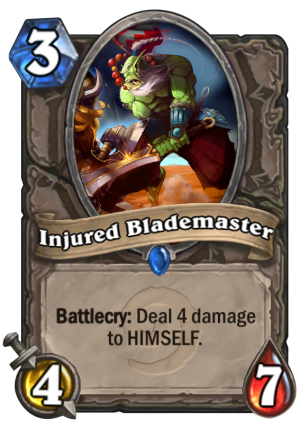 3
Injured Blademaster
Battlecry: Deal 4 damage
to HIMSELF.
4
7